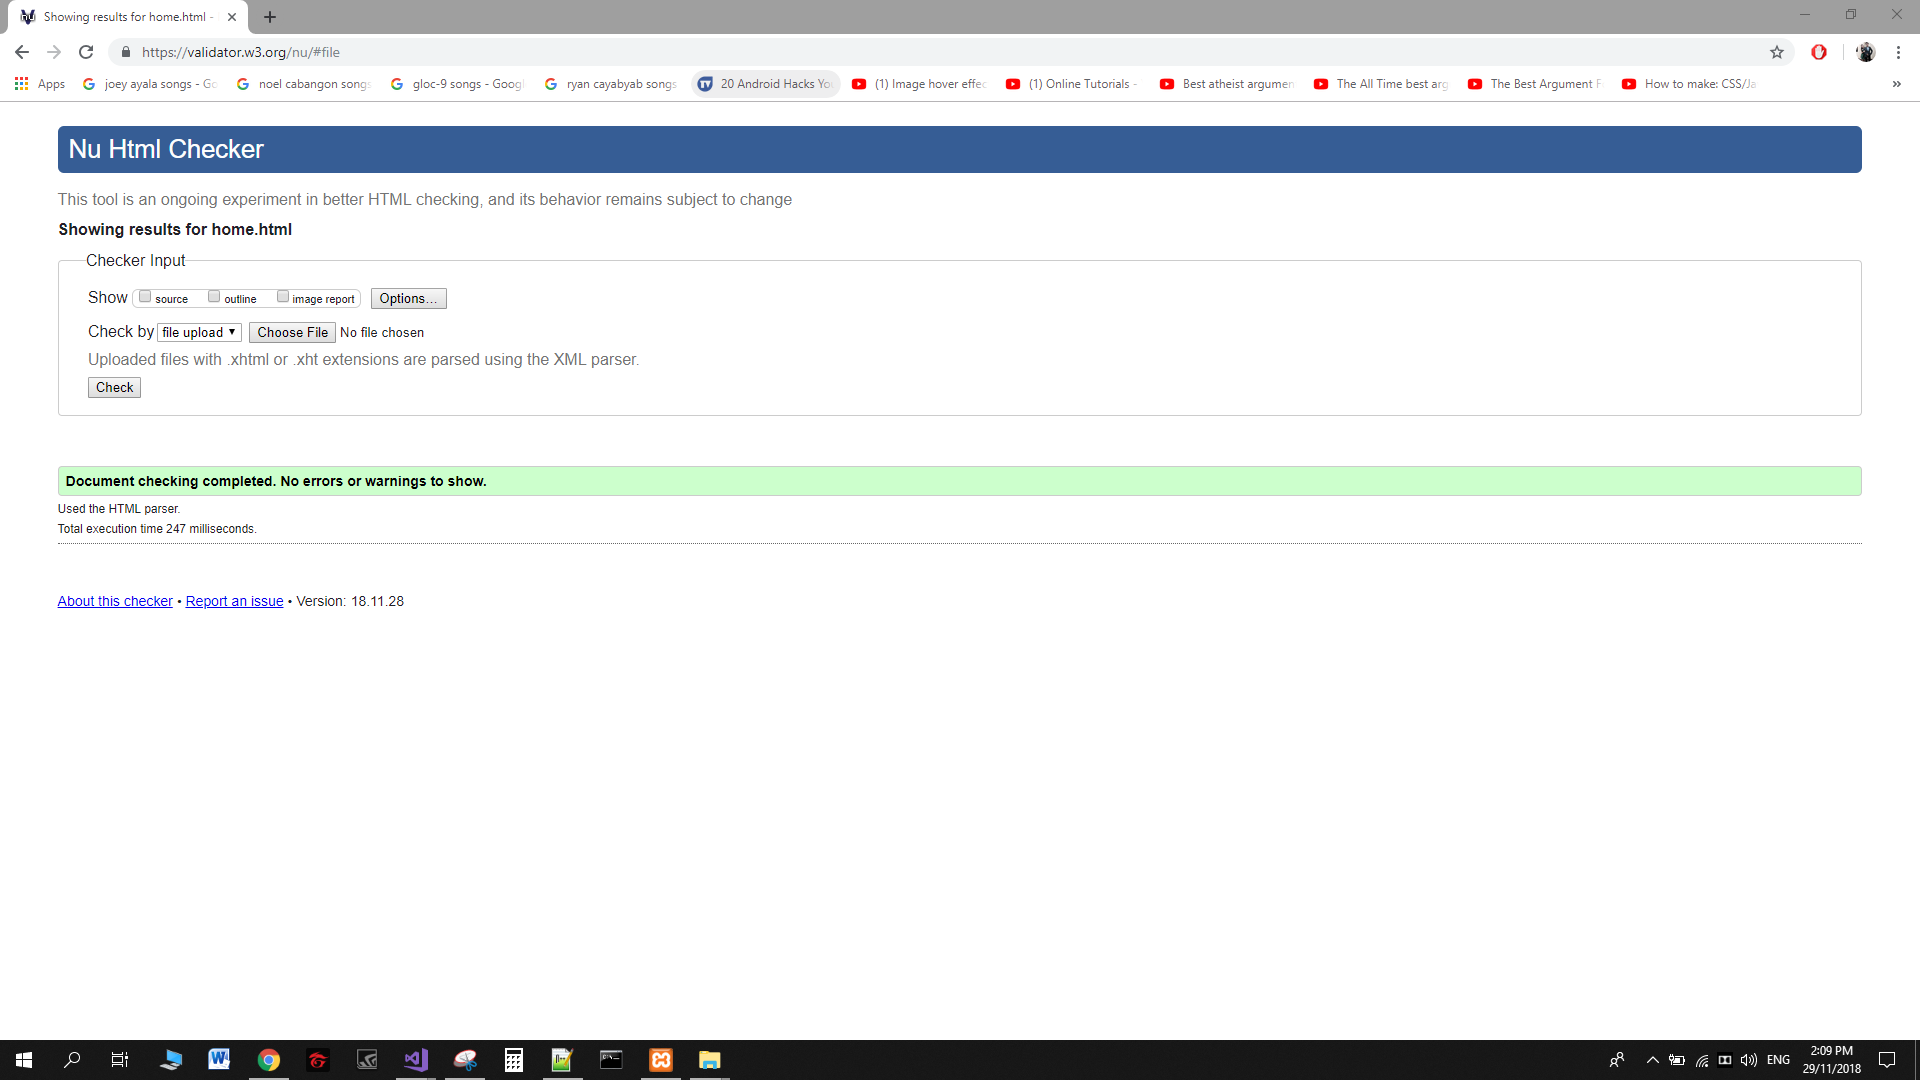 Showing results for home.html -
https://validator.w3.org/nu/#file
Apps joey ayala songs - Go noel cabangon songs gloc-9 songs - Googl ryan cayabyab songs 20 Android Hacks Yo (1) Image hover effec (1) Online Tutorials - Best atheist argumen The All Time best arg The Best Argument F How to make: CSS/Ja »
Nu Html Checker
This tool is an ongoing experiment in better HTML checking, and its behavior remains subject to change
Showing results for home.html
Checker Input
Show source outline image report Options...
Check by file upload Choose File No file chosen
Uploaded files with .xhtml or .xht extensions are parsed using the XML parser.
Check
Document checking completed. No errors or warnings to show.
Used the HTML parser.
Total execution time 247 milliseconds.
About this checker • Report an issue • Version: 18.11.28
ENG
2:09 PM
29/11/2018